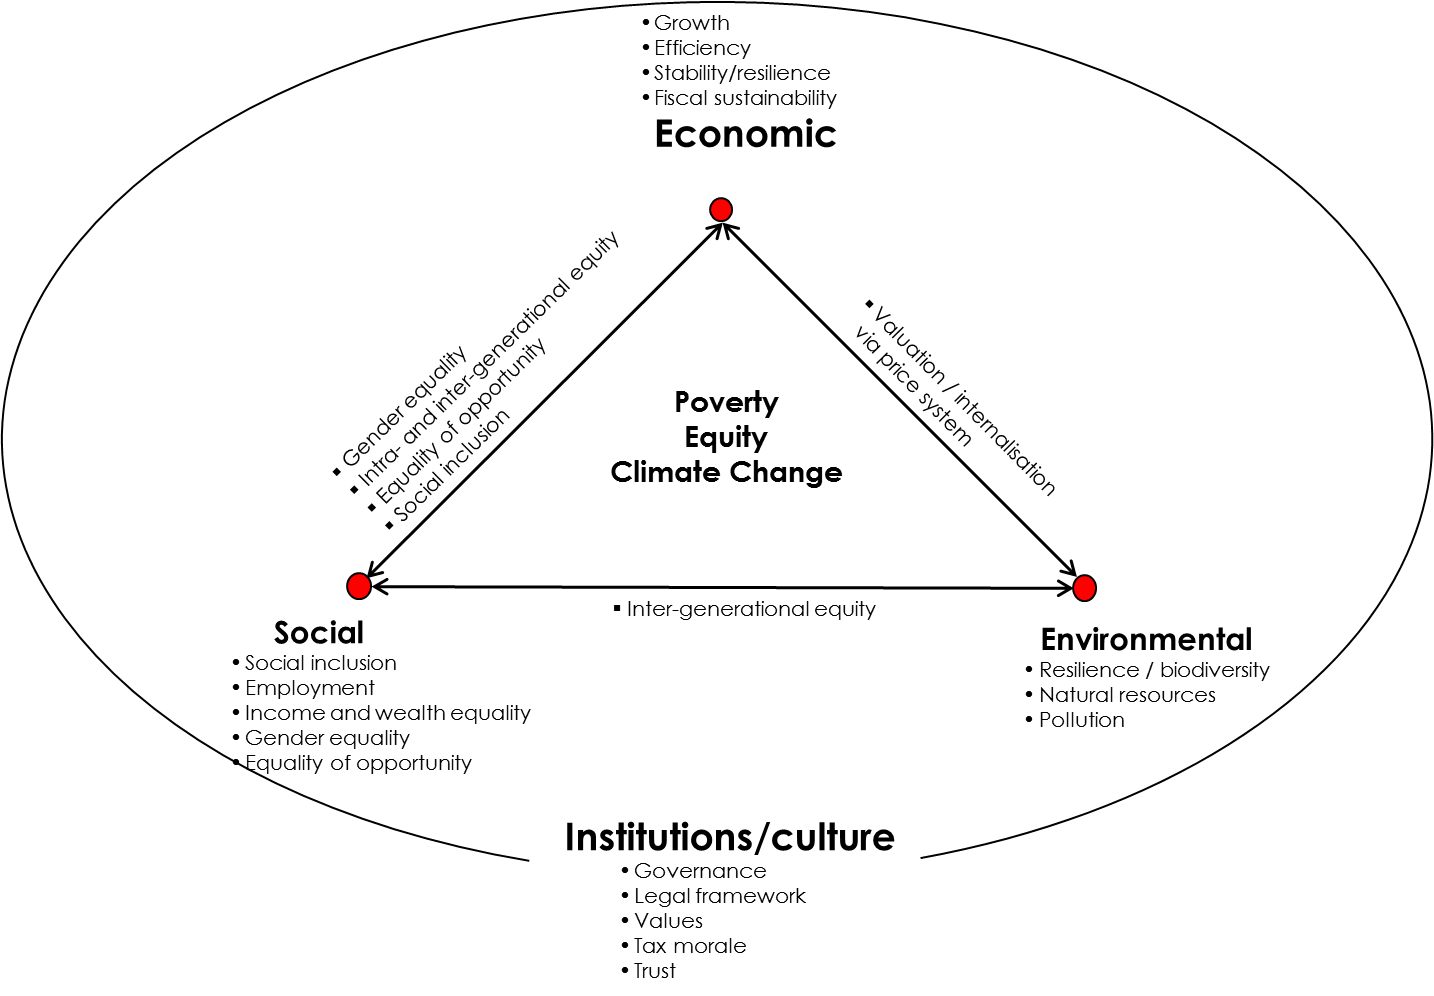 • Growth
• Efficiency
• Stability/resilience
• Fiscal sustainability
Economic
▪ Gender equality
▪ Intra- and inter-generational equity
▪ Equality of opportunity
▪ Social inclusion
▪ Valuation / internalisation
via price system
Poverty
Equity
Climate Change
▪ Inter-generational equity
Social
• Social inclusion
• Employment
• Income and wealth equality
• Gender equality
• Equality of opportunity
Environmental
• Resilience / biodiversity
• Natural resources
• Pollution
Institutions/culture
• Governance
• Legal framework
• Values
• Tax morale
• Trust